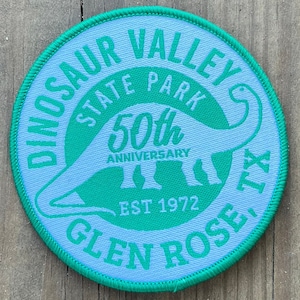 DINOSAUR VALLEY
STATE PARK
50th
ANNIVERSARY
EST 1972
GLEN ROSE, TX